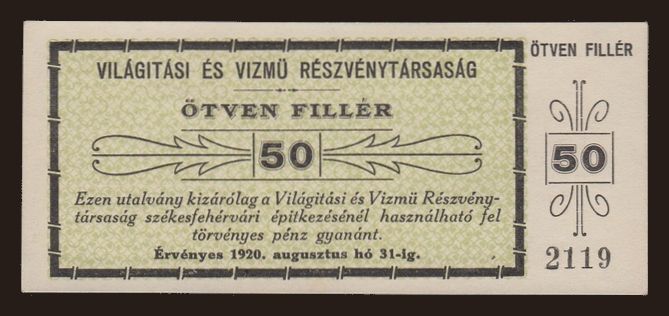 VILÁGITÁSI ÉS VIZMÜ RÉSZVÉNYTÁRSASÁG
ÖTVEN FILLÉR
50
Ezen utalvány kizárólag a Világitási és Vizmü Részvény-
társaság székesfehérvári épitkezésénél használható fel
törvényes pénz gyanánt.
Érvényes 1920. augusztus hó 31-ig.
ÖTVEN FILLÉR
50
2119